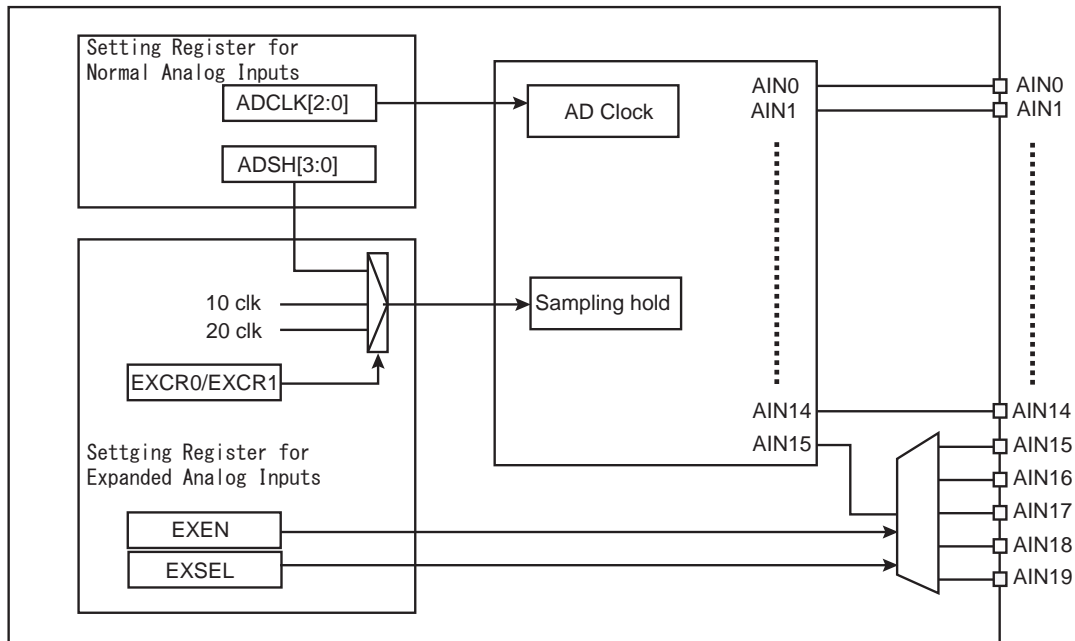 Setting Register for
Normal Analog Inputs
ADCLK[2:0]
ADSH[3:0]
AD Clock
AIN0
AIN1
AIN0
AIN1
10 clk
20 clk
EXCR0/EXCR1
Sampling hold
AIN14
AIN15
AIN14
AIN15
AIN16
AIN17
AIN18
AIN19
Settging Register for
Expanded Analog Inputs
EXEN
EXSEL